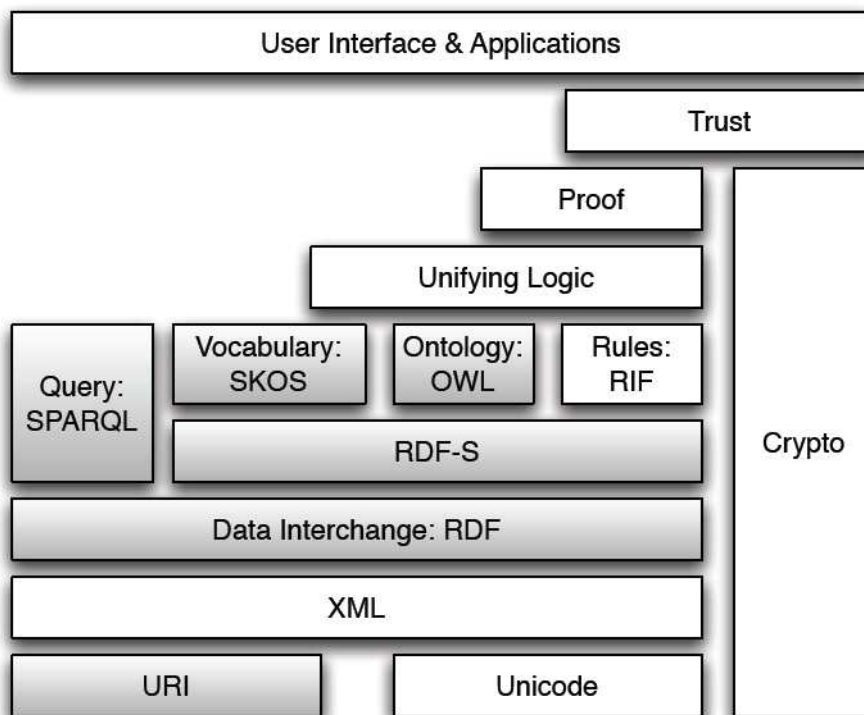 User Interface & Applications
Trust
Proof
Unifying Logic
Query:
SPARQL
Vocabulary:
SKOS
Ontology:
OWL
Rules:
RIF
Crypto
RDF-S
Data Interchange: RDF
XML
URI
Unicode